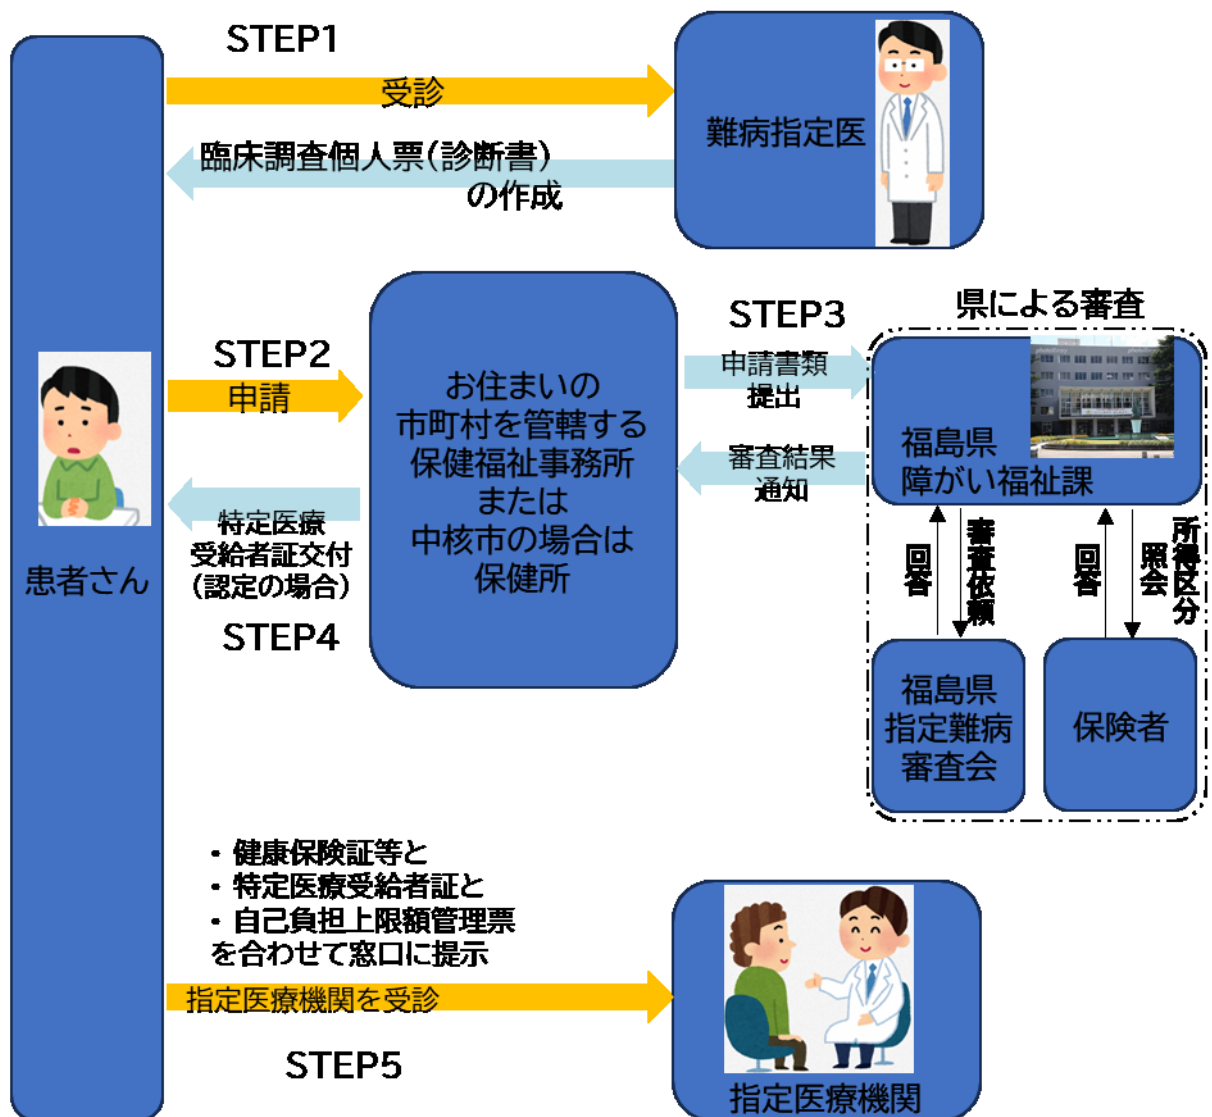 STEP1
受診
難病指定医
臨床調査個人票(診断書)
の作成
STEP2
申請
お住まいの
市町村を管轄する
保健福祉事務所
または
中核市の場合は
保健所
STEP3
申請書類
提出
審査結果
通知
県による審査
福島県
障がい福祉課
回答
審査依頼
回答
所得区分
照会
福島県
指定難病
審査会
保険者
特定医療
受給者証交付
(認定の場合)
STEP4
患者さん
・健康保険証等と
・特定医療受給者証と
・自己負担上限額管理票
を合わせて窓口に提示
指定医療機関を受診
STEP5
指定医療機関